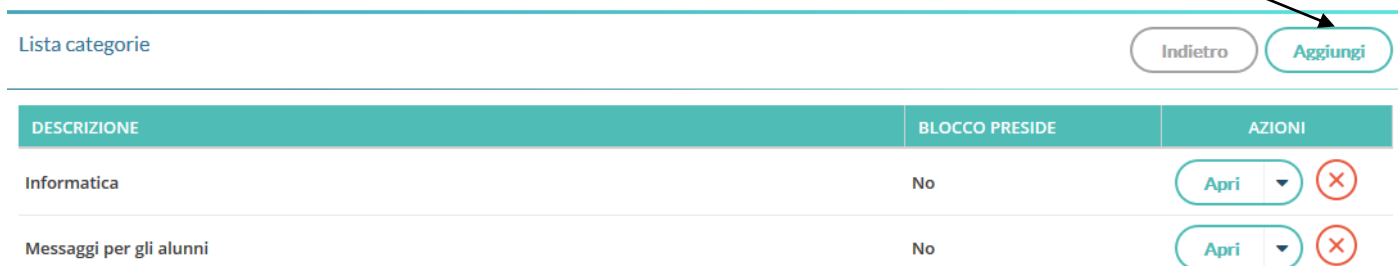 Lista categorie
Indietro Aggiungi
DESCRIZIONE BLOCCO PRESIDE AZIONI
Informatica No Apri
Messaggi per gli alunni No Apri